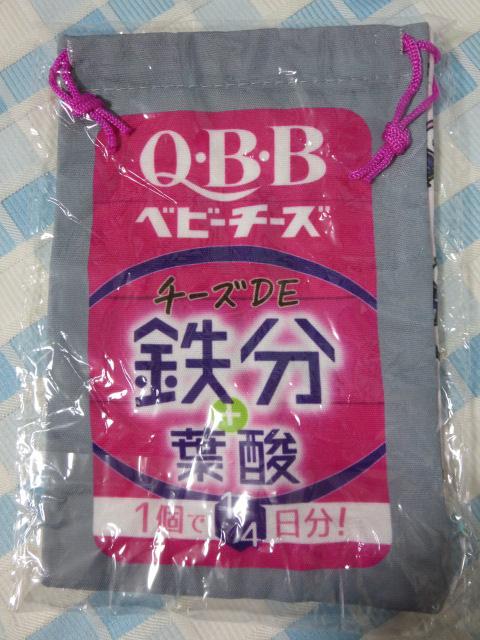 Q・B・B
ベビーチーズ
チーズDE
鉄分
+
葉酸
1個で1/4日分!